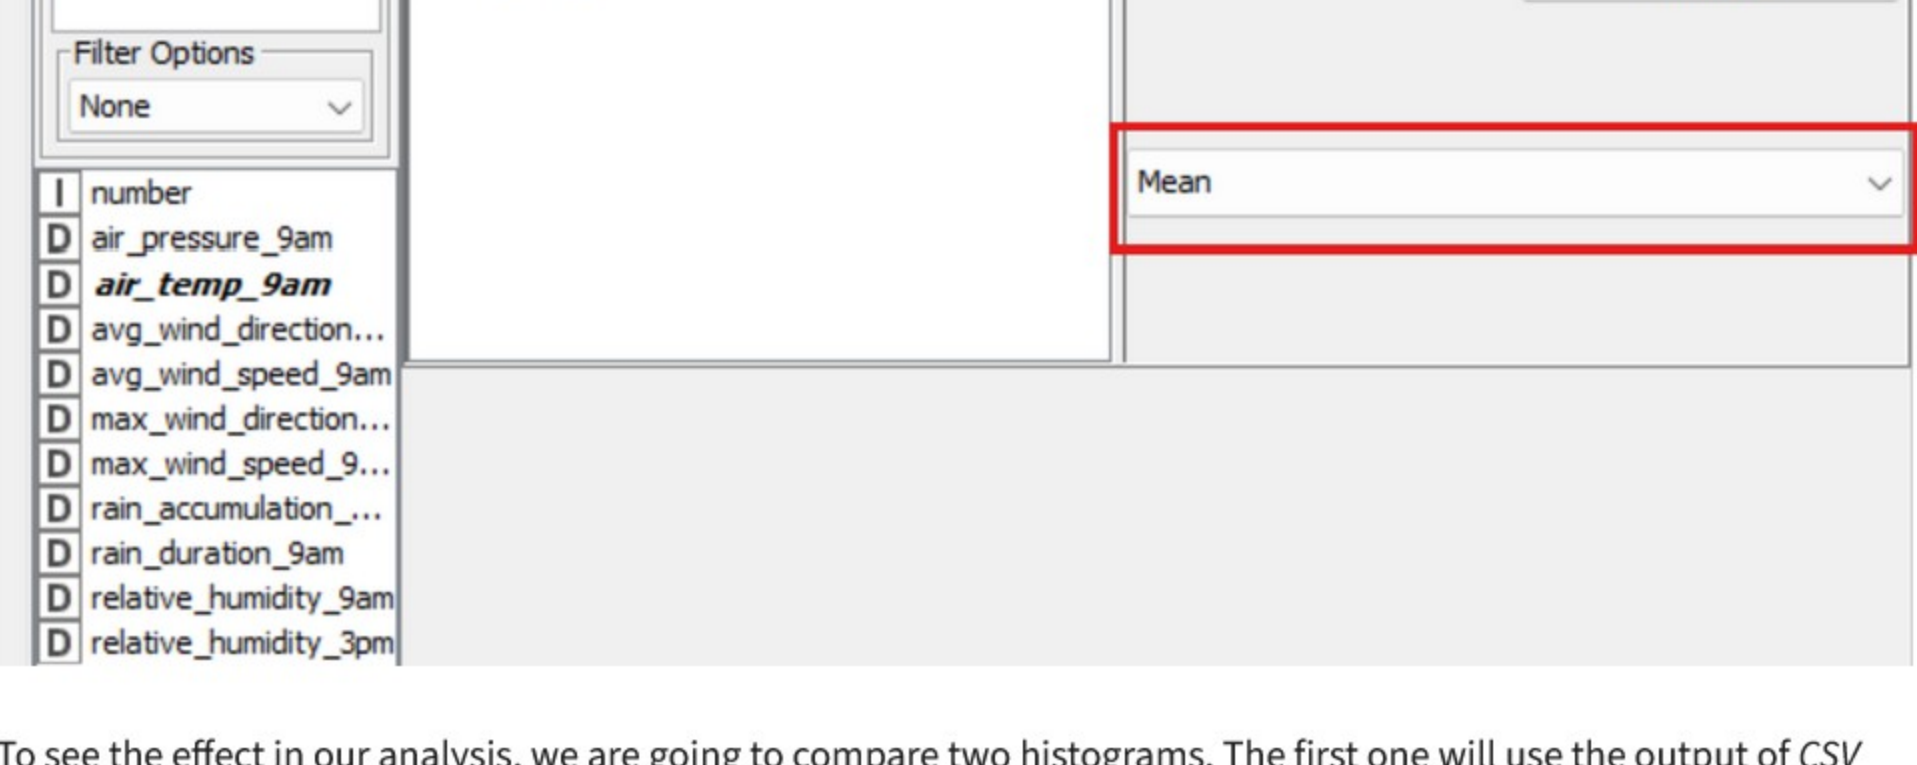 Filter Options
None
Mean
I number
D air_pressure_9am
D air_temp_9am
D avg_wind_direction...
D avg_wind_speed_9am
D max_wind_direction...
D max_wind_speed_9...
D rain_accumulation_...
D rain_duration_9am
D relative_humidity_9am
D relative_humidity_3pm
To see the effect in our analysis, we are going to compare two histograms. The first one will use the output of CSV